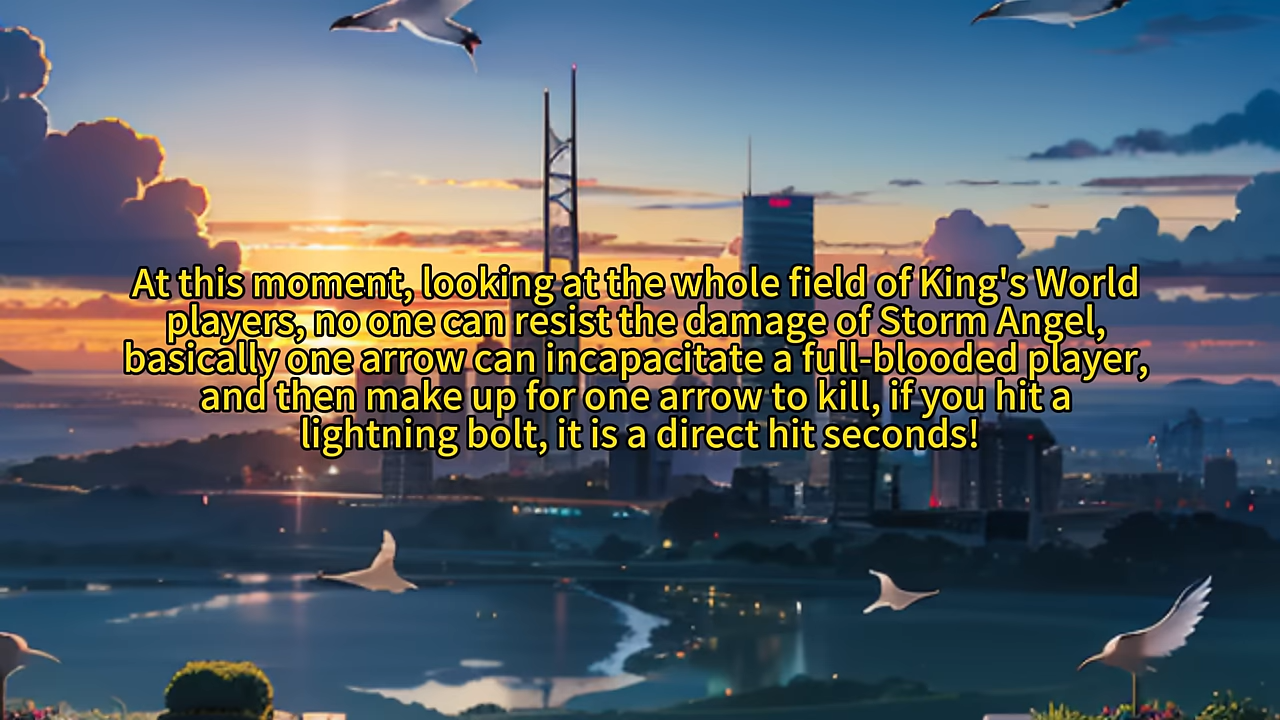 At this moment, looking at the whole field of King's World
players, no one can resist the damage of Storm Angel,
basically one arrow can incapacitate a full-blooded player,
and then make up for one arrow to kill, if you hit a
lightning bolt, it is a direct hit seconds!